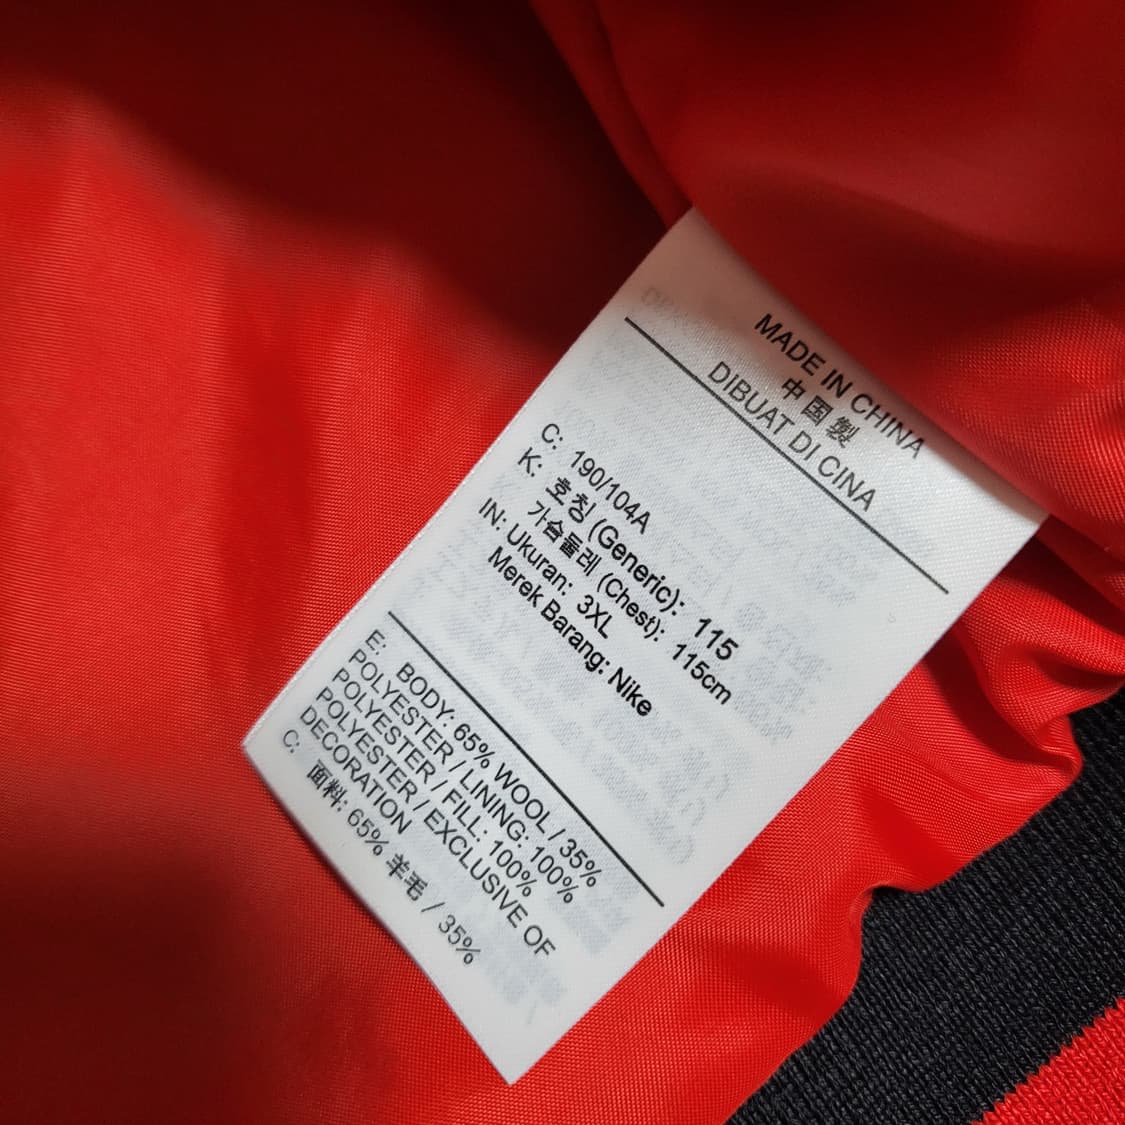 MADE IN CHINA
中国製
DiBUAT DI CINA
C: 190/104A
K: 호칭 (Generic): 115
가슴둘레 (Chest): 115cm
IN: Ukuran: 3XL
Merek Barang: Nike
E: BODY: 65% WOOL / 35%
POLYESTER / LINING: 100%
POLYESTER / FILL: 100%
POLYESTER / EXCLUSIVE OF
DECORATION
C: 面料: 65% 羊毛 / 35%